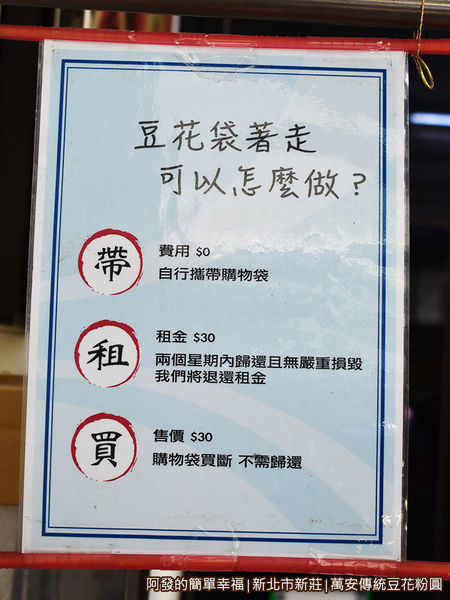 豆花袋著走
可以怎麼做？
帶
費用 $0
自行攜帶購物袋
租
租金 $30
兩個星期內歸還且無嚴重損毀
我們將退還租金
買
售價 $30
購物袋買斷 不需歸還
阿發的簡單幸福|新北市新莊|萬安傳統豆花粉圓